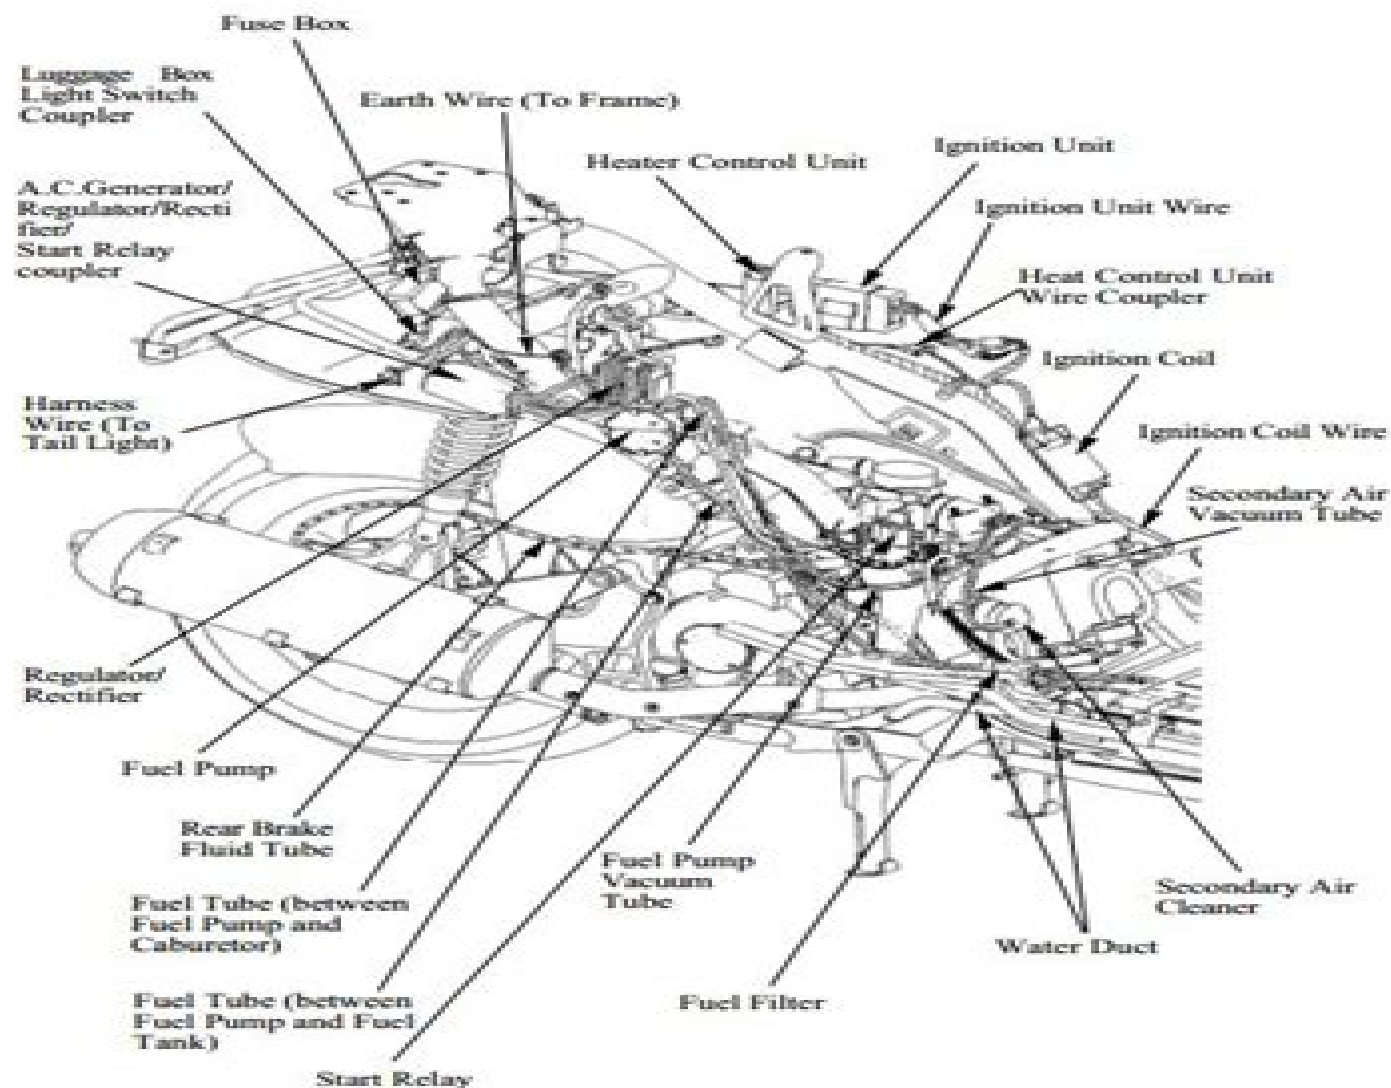 Fuse Box
Luggage Box
Light Switch
Coupler
Earth Wire (To Frame)
Heater Control Unit
Ignition Unit
A.C.Generator/
Regulator/Recti
fier/
Start Relay
coupler
Ignition Unit Wire
Heat Control Unit
Wire Coupler
Ignition Coil
Harness
Wire (To
Tail Light)
Ignition Coil Wire
Secondary Air
Vacuum Tube
Regulator/
Rectifier
Fuel Pump
Rear Brake
Fluid Tube
Fuel Pump
Vacuum
Tube
Secondary Air
Cleaner
Fuel Tube (between
Fuel Pump and
Caburetor)
Water Duct
Fuel Tube (between
Fuel Pump and Fuel
Tank)
Fuel Filter
Start Relay